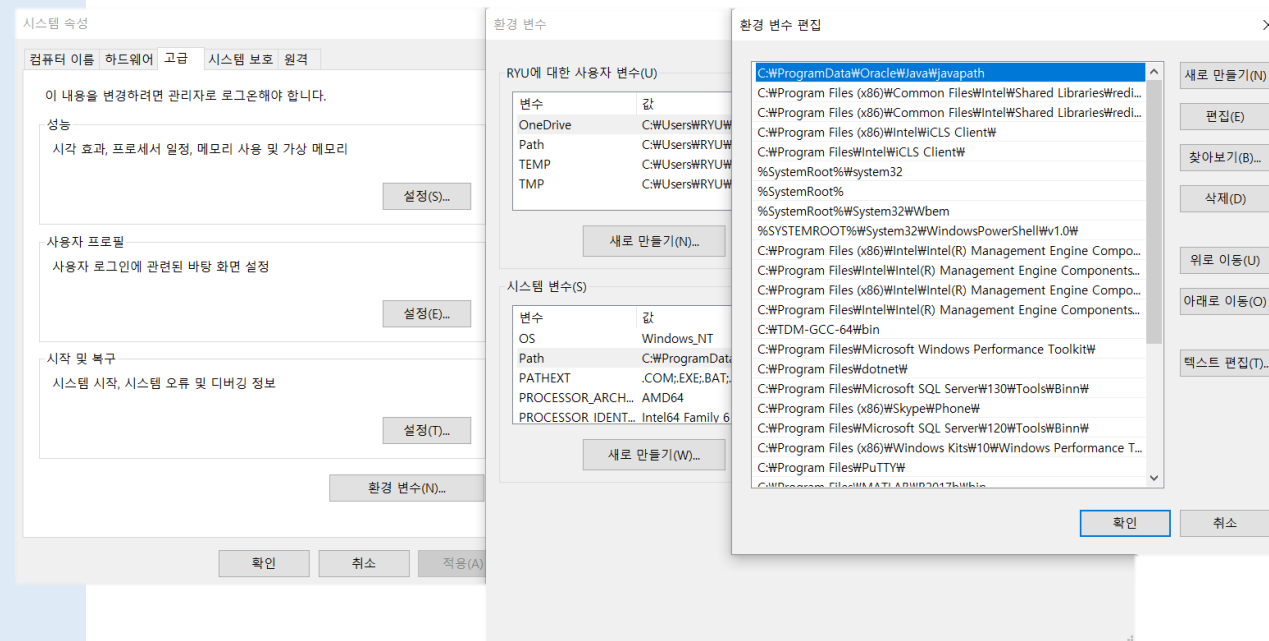 시스템 속성
컴퓨터 이름 하드웨어 고급 시스템 보호 원격
이 내용을 변경하려면 관리자로 로그온해야 합니다.
성능
시각 효과, 프로세서 일정, 메모리 사용 및 가상 메모리
설정(S)...
사용자 프로필
사용자 로그인에 관련된 바탕 화면 설정
설정(E)...
시작 및 복구
시스템 시작, 시스템 오류 및 디버깅 정보
설정(T)...
환경 변수(N)...
확인 취소 적용(A)
환경 변수
RYU에 대한 사용자 변수(U)
변수 값
OneDrive C:₩Users₩RYU₩
Path C:₩Users₩RYU₩
TEMP C:₩Users₩RYU₩
TMP C:₩Users₩RYU₩
새로 만들기(N)...
시스템 변수(S)
변수 값
OS Windows_NT
Path C:₩ProgramData
PATHEXT .COM;.EXE;.BAT;.
PROCESSOR_ARCH... AMD64
PROCESSOR_IDENT... Intel64 Family 6
새로 만들기(W)...
환경 변수 편집
C:₩ProgramData₩Oracle₩Java₩javapath
C:₩Program Files (x86)₩Common Files₩Intel₩Shared Libraries₩redi...
C:₩Program Files (x86)₩Common Files₩Intel₩Shared Libraries₩redi...
C:₩Program Files (x86)₩Intel₩iCLS Client₩
C:₩Program Files₩Intel₩iCLS Client₩
%SystemRoot%₩system32
%SystemRoot%
%SystemRoot%₩System32₩Wbem
%SYSTEMROOT%₩System32₩WindowsPowerShell₩v1.0₩
C:₩Program Files (x86)₩Intel₩Intel(R) Management Engine Compo...
C:₩Program Files₩Intel₩Intel(R) Management Engine Components...
C:₩Program Files (x86)₩Intel₩Intel(R) Management Engine Compo...
C:₩Program Files₩Intel₩Intel(R) Management Engine Components...
C:₩TDM-GCC-64₩bin
C:₩Program Files₩Microsoft Windows Performance Toolkit₩
C:₩Program Files₩dotnet₩
C:₩Program Files₩Microsoft SQL Server₩130₩Tools₩Binn₩
C:₩Program Files (x86)₩Skype₩Phone₩
C:₩Program Files₩Microsoft SQL Server₩120₩Tools₩Binn₩
C:₩Program Files (x86)₩Windows Kits₩10₩Windows Performance T...
C:₩Program Files₩PuTTY₩
C:₩Program Files₩MATLAB₩R2017b₩bin
새로 만들기(N)
편집(E)
찾아보기(B)...
삭제(D)
위로 이동(U)
아래로 이동(O)
텍스트 편집(T)...
확인 취소